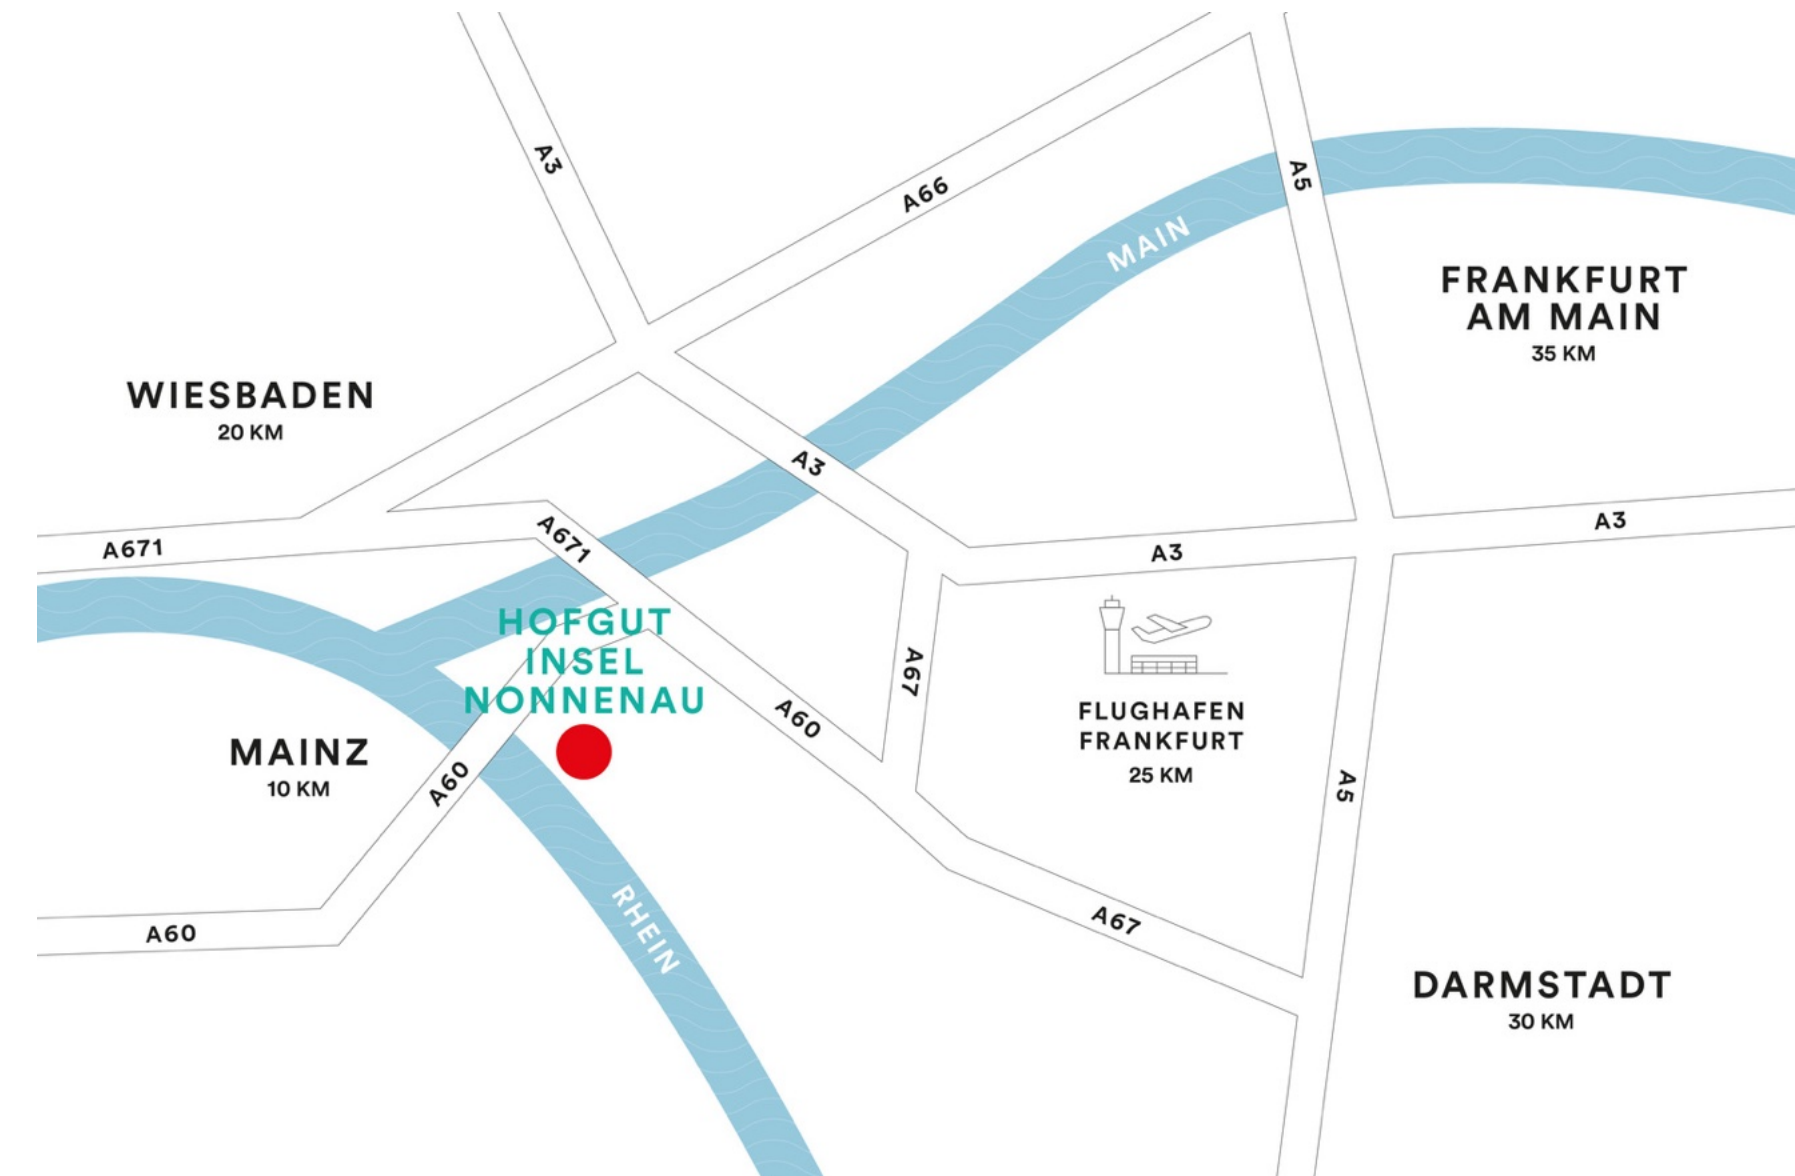 A3
A66
A5
MAIN
FRANKFURT
AM MAIN
35 KM
WIESBADEN
20 KM
A3
A671
A671
A3
A3
HOFGUT
INSEL
NONNENAU
A67
A60
FLUGHAFEN
FRANKFURT
25 KM
MAINZ
10 KM
A60
A5
RHEIN
A60
A67
DARMSTADT
30 KM